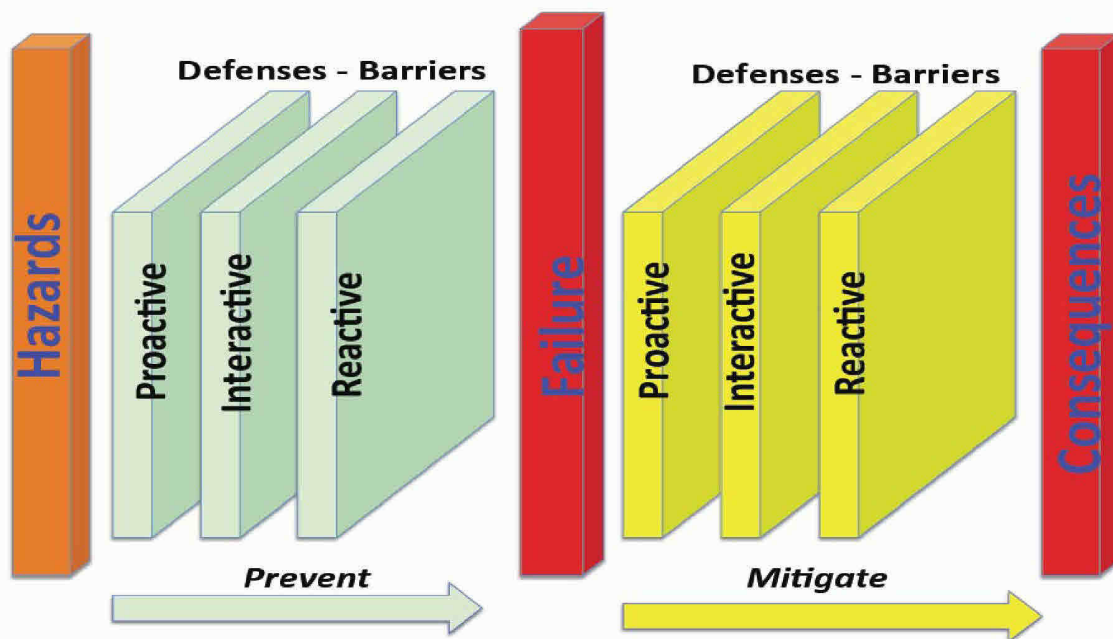 Hazards
Defenses - Barriers
Proactive
Interactive
Reactive
Prevent
Failure
Defenses - Barriers
Proactive
Interactive
Reactive
Mitigate
Consequences